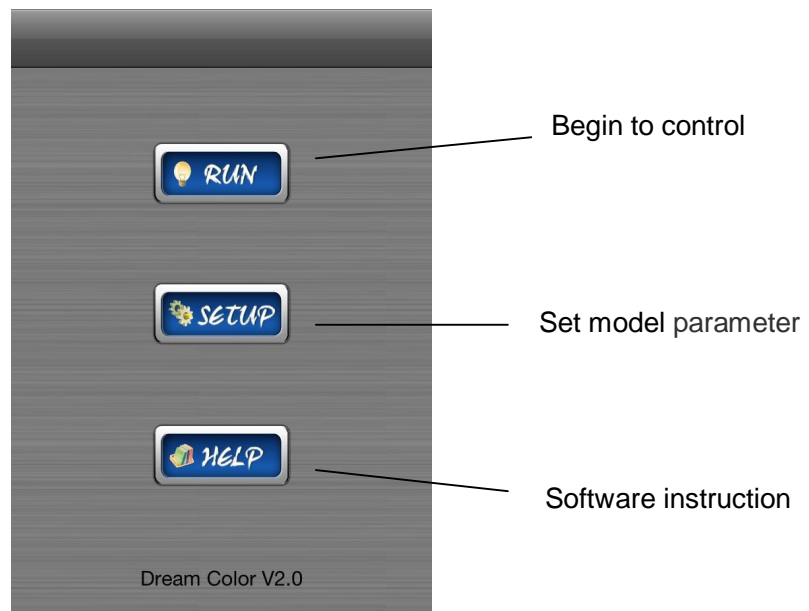 Begin to control
RUN
SETUP
Set model parameter
HELP
Software instruction
Dream Color V2.0